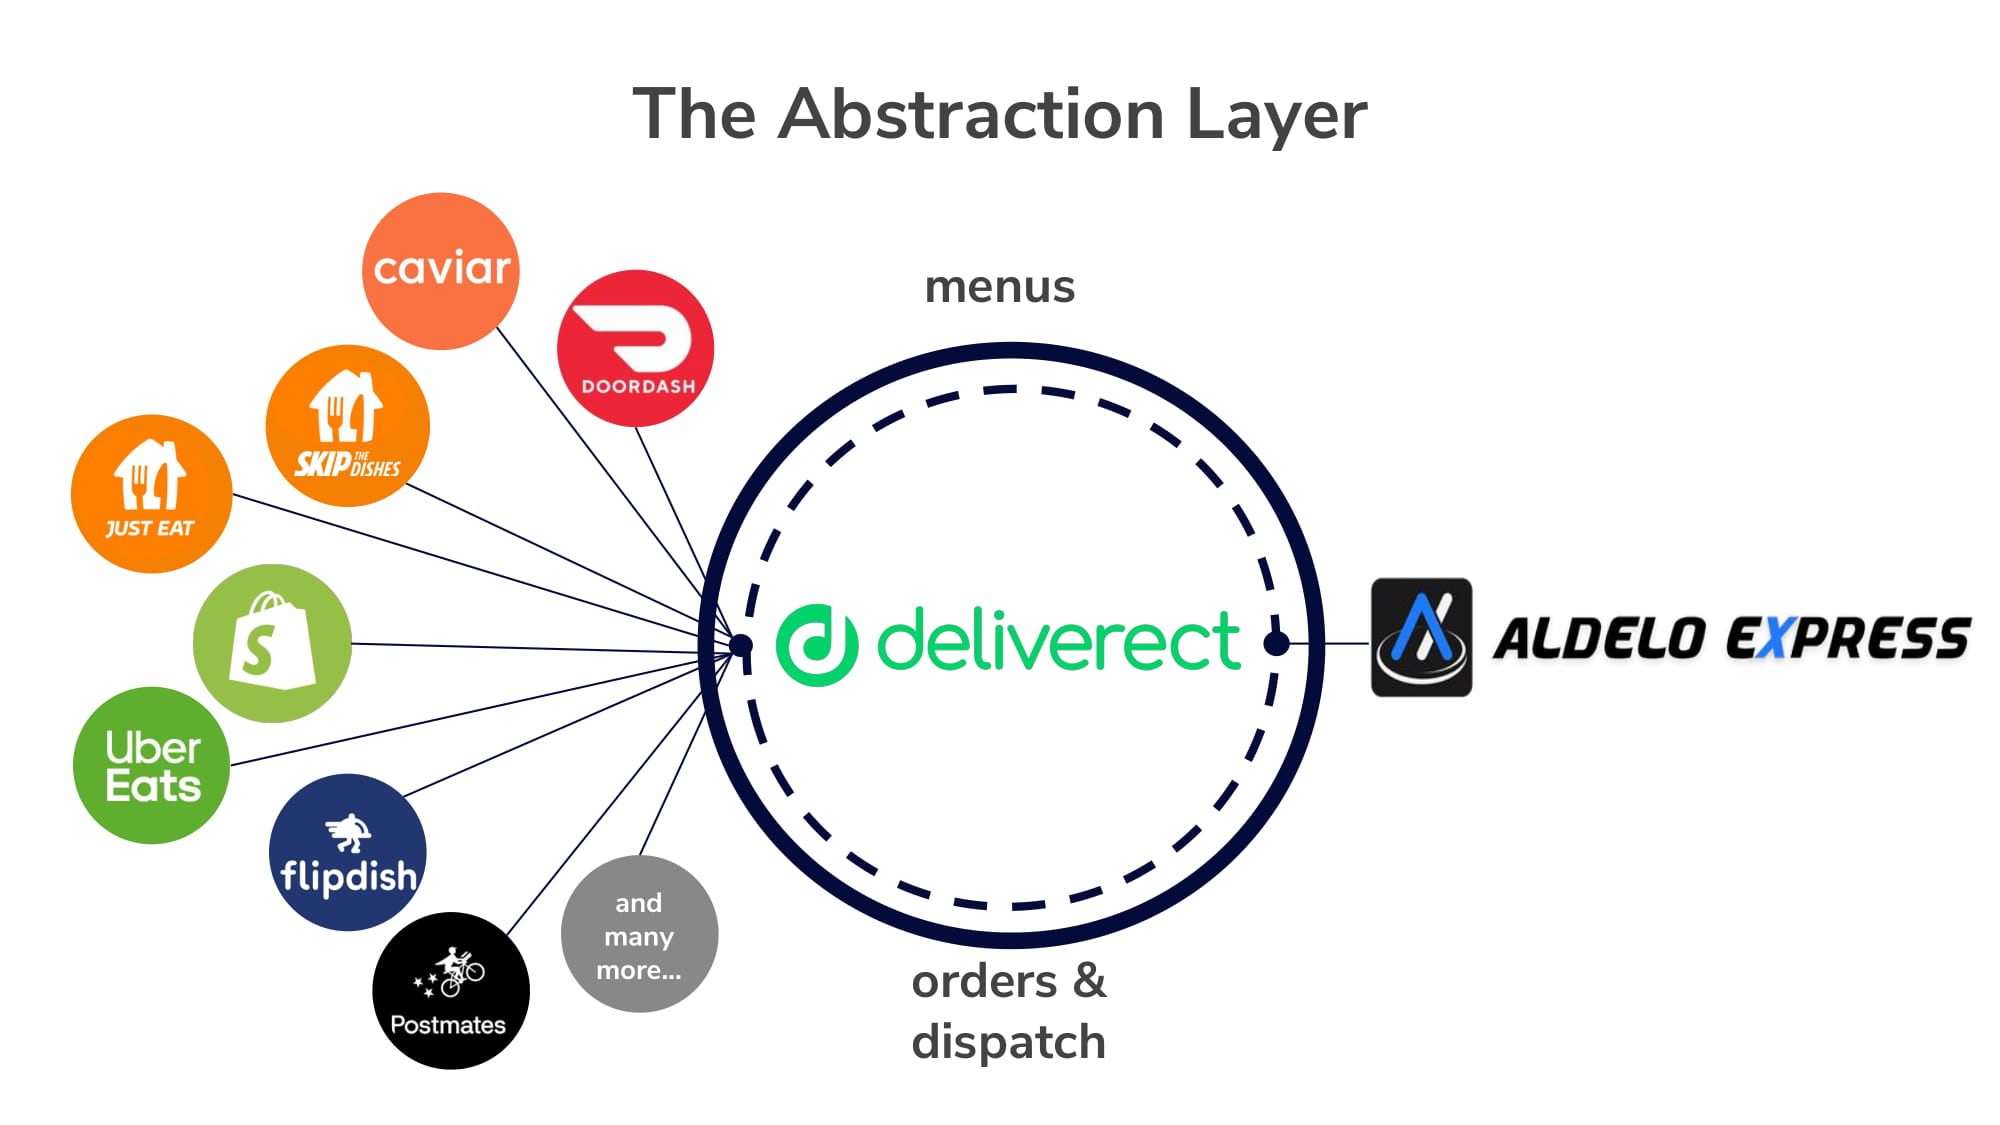 The Abstraction Layer
caviar
DOORDASH
menus
SKIP THE DISHES
JUST EAT
S
deliverect
ALDELO EXPRESS
Uber
Eats
flipdish
Postmates
and
many
more...
orders &
dispatch